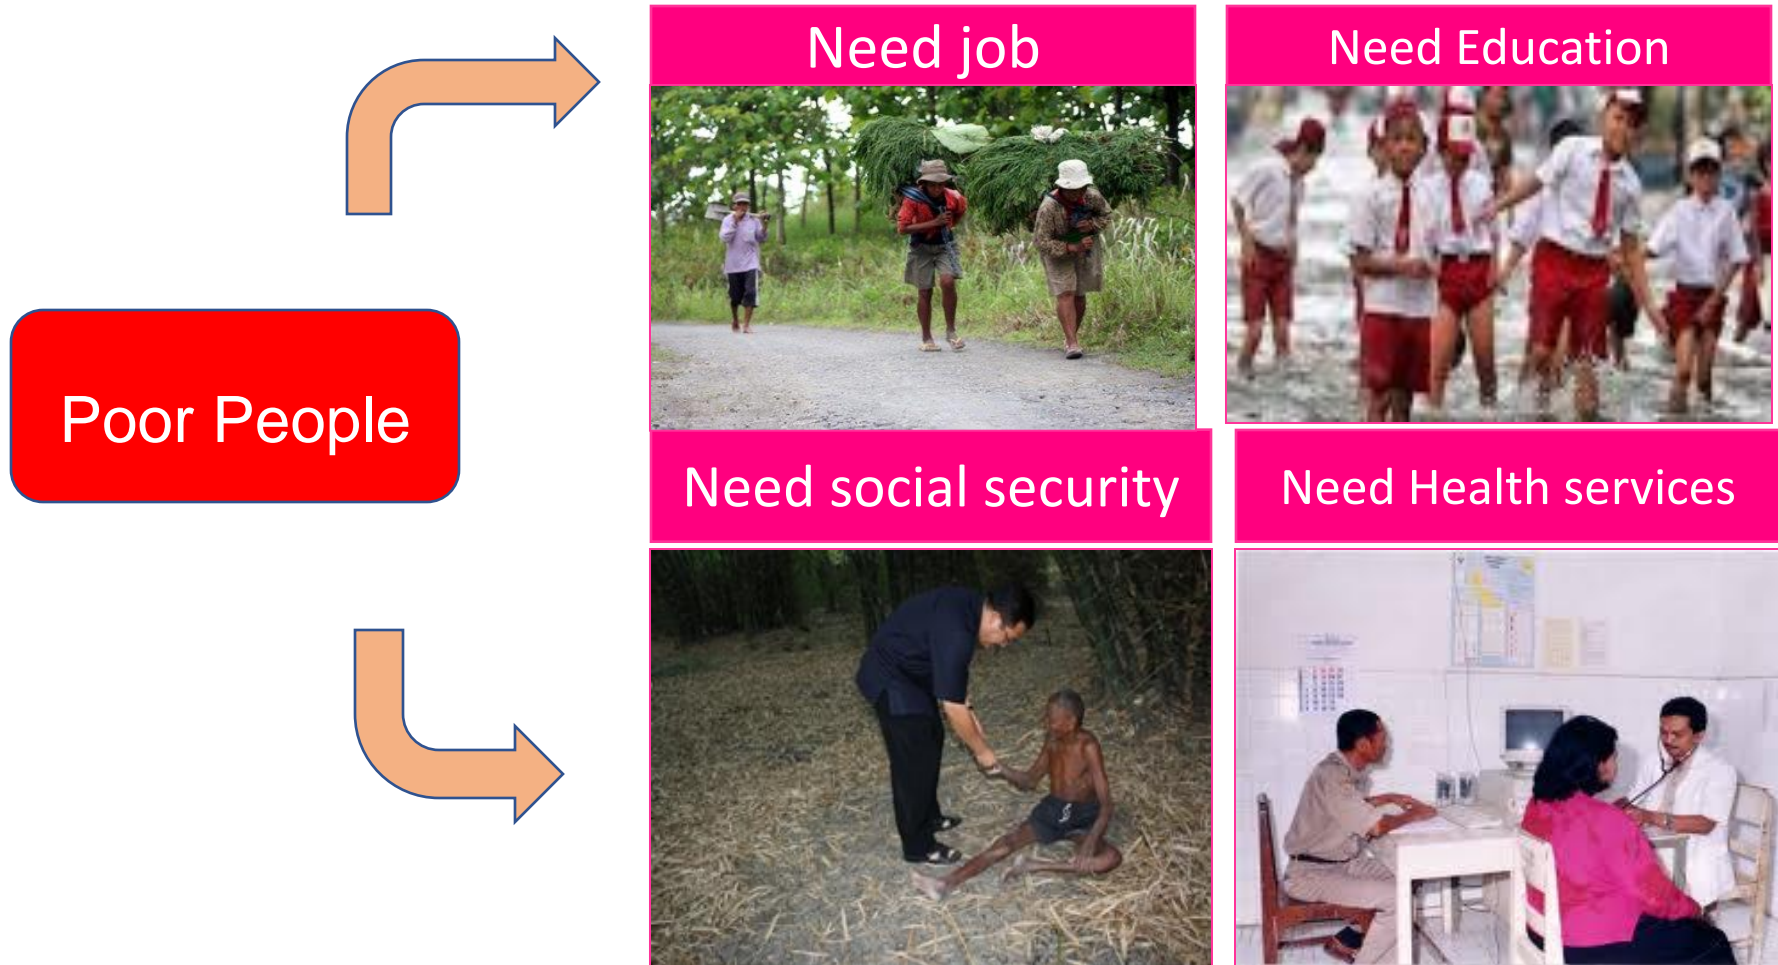 Need job
Need Education
Poor People
Need social security
Need Health services